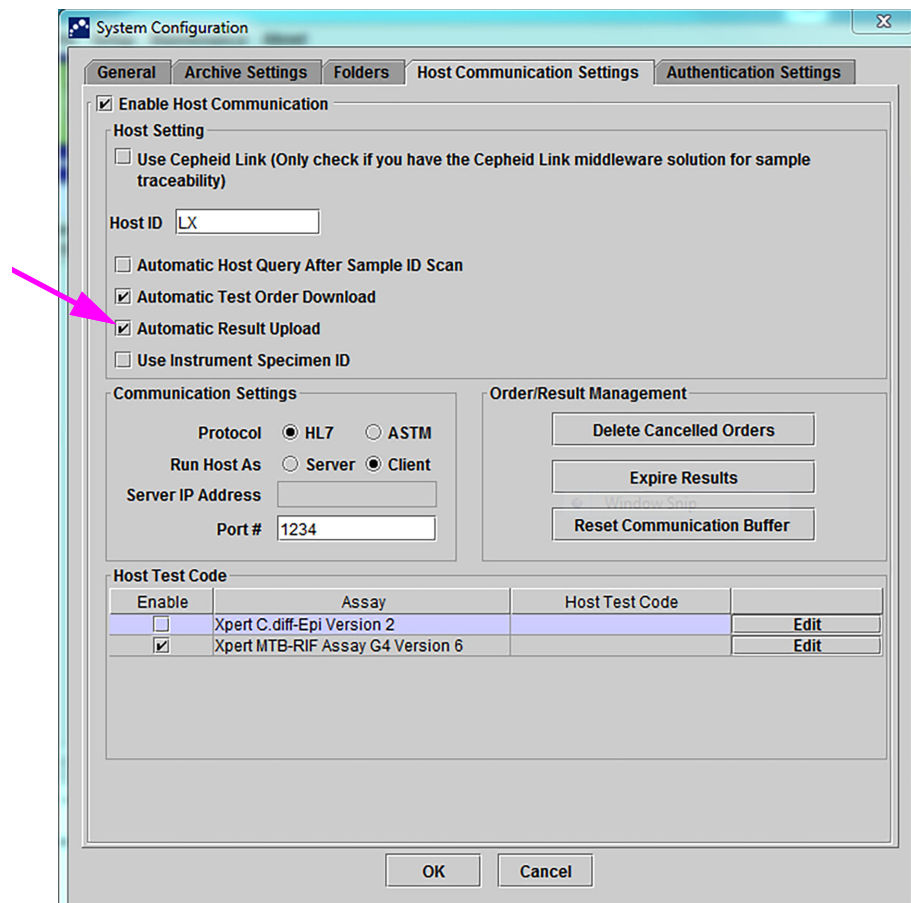 System Configuration
General Archive Settings Folders Host Communication Settings Authentication Settings
Enable Host Communication
Host Setting
Use Cepheid Link (Only check if you have the Cepheid Link middleware solution for sample
traceability)
Host ID LX
Automatic Host Query After Sample ID Scan
Automatic Test Order Download
Automatic Result Upload
Use Instrument Specimen ID
Communication Settings
Protocol HL7 ASTM
Run Host As Server Client
Server IP Address
Port # 1234
Order/Result Management
Delete Cancelled Orders
Expire Results
Window Snip
Reset Communication Buffer
Host Test Code
Enable Assay Host Test Code
Xpert C.diff-Epi Version 2 Edit
Xpert MTB-RIF Assay G4 Version 6 Edit
OK Cancel